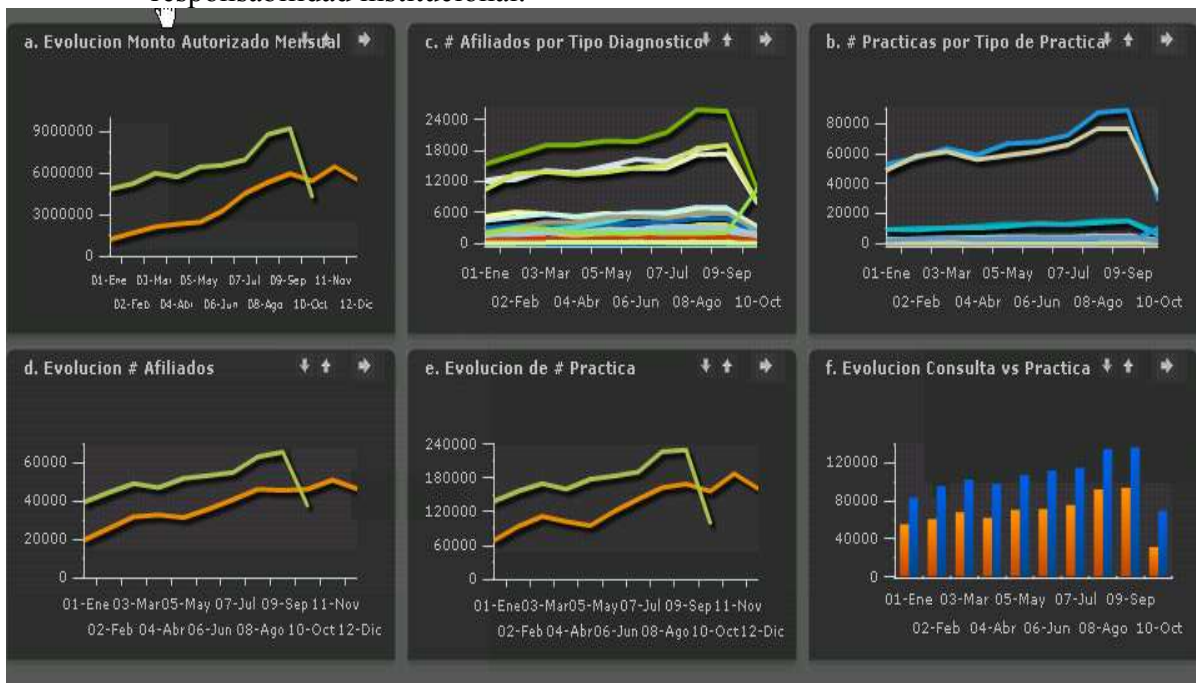 responsabilidad institucional.
a. Evolucion Monto Autorizado Mensual
9000000
6000000
3000000
0
01-Ene 03-Mar 05-May 07-Jul 09-Sep 11-Nov
02-Feb 04-Abr 06-Jun 08-Ago 10-Oct 12-Dic
c. # Afiliados por Tipo Diagnostico
24000
18000
12000
6000
0
01-Ene 03-Mar 05-May 07-Jul 09-Sep
02-Feb 04-Abr 06-Jun 08-Ago 10-Oct
b. # Practicas por Tipo de Practica
80000
60000
40000
20000
0
01-Ene 03-Mar 05-May 07-Jul 09-Sep
02-Feb 04-Abr 06-Jun 08-Ago 10-Oct
d. Evolucion # Afiliados
60000
40000
20000
0
01-Ene 03-Mar 05-May 07-Jul 09-Sep 11-Nov
02-Feb 04-Abr 06-Jun 08-Ago 10-Oct 12-Dic
e. Evolucion de # Practica
240000
180000
120000
60000
0
01-Ene 03-Mar 05-May 07-Jul 09-Sep 11-Nov
02-Feb 04-Abr 06-Jun 08-Ago 10-Oct 12-Dic
f. Evolucion Consulta vs Practica
120000
80000
40000
0
01-Ene 03-Mar 05-May 07-Jul 09-Sep
02-Feb 04-Abr 06-Jun 08-Ago 10-Oct